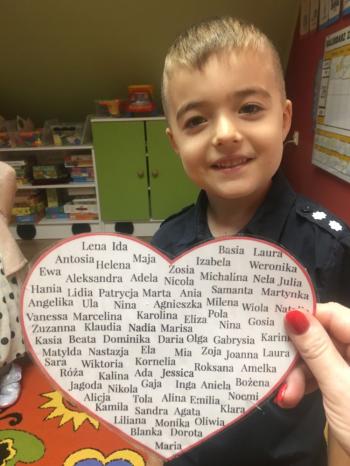 Lena Ida Basia Laura
Antosia Helena Maja Zosia Izabela Weronika
Ewa Aleksandra Adela Nicola Michalina Nela Julia
Hania Lidia Patrycja Marta Ania Samanta Martynka
Angelika Ula Nina Agnieszka Milena Wiola
Vanessa Marcelina Karolina Eliza Pola
Zuzanna Klaudia Nadia Marisa Nina Gosia
Kasia Beata Dominika Daria Olga Gabrysia
Matylda Nastazja Ela Mia Zoja Joanna Laura
Sara Wiktoria Kornelia Roksana Amelka
Róża Kalina Ada Jessica
Jagoda Nikola Gaja Inga Aniela Bożena
Alicja Tola Alina Emilia Noemi
Kamila Sandra Agata Klara
Liliana Monika Oliwia
Blanka Dorota
Maria